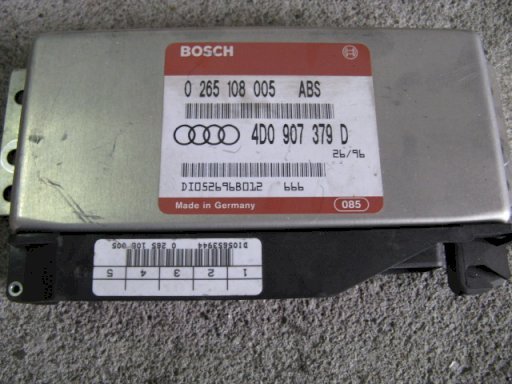 BOSCH
0 265 108 005 ABS
4D0 907 379 D
26/96
DI0526968012 666
Made in Germany 085
1 2 3 4 5
DI05653944 0 265 108 005